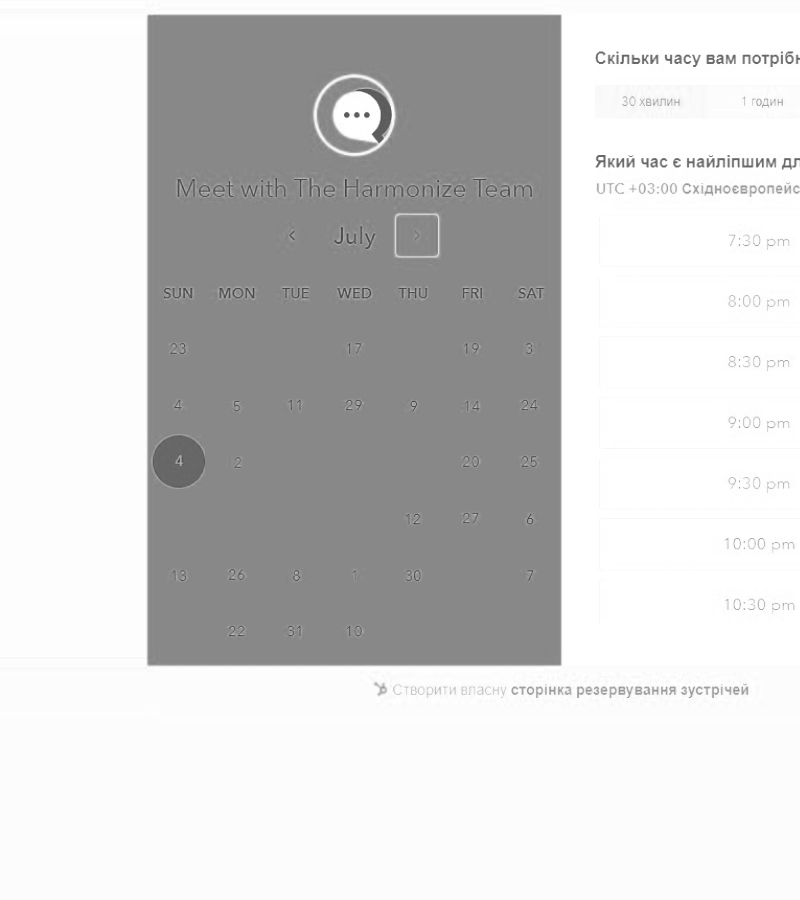 Скільки часу вам потрібн
30 хвилин 1 годин
Meet with The Harmonize Team
Який час є найліпшим дл
UTC +03:00 Східноєвропейс
July
SUN MON TUE WED THU FRI SAT
23 17 19 3
4 5 11 29 9 14 24
4 2 20 25
12 27 6
13 26 8 1 30 7
22 31 10
7:30 pm
8:00 pm
8:30 pm
9:00 pm
9:30 pm
10:00 pm
10:30 pm
Створити власну сторінка резервування зустрічей